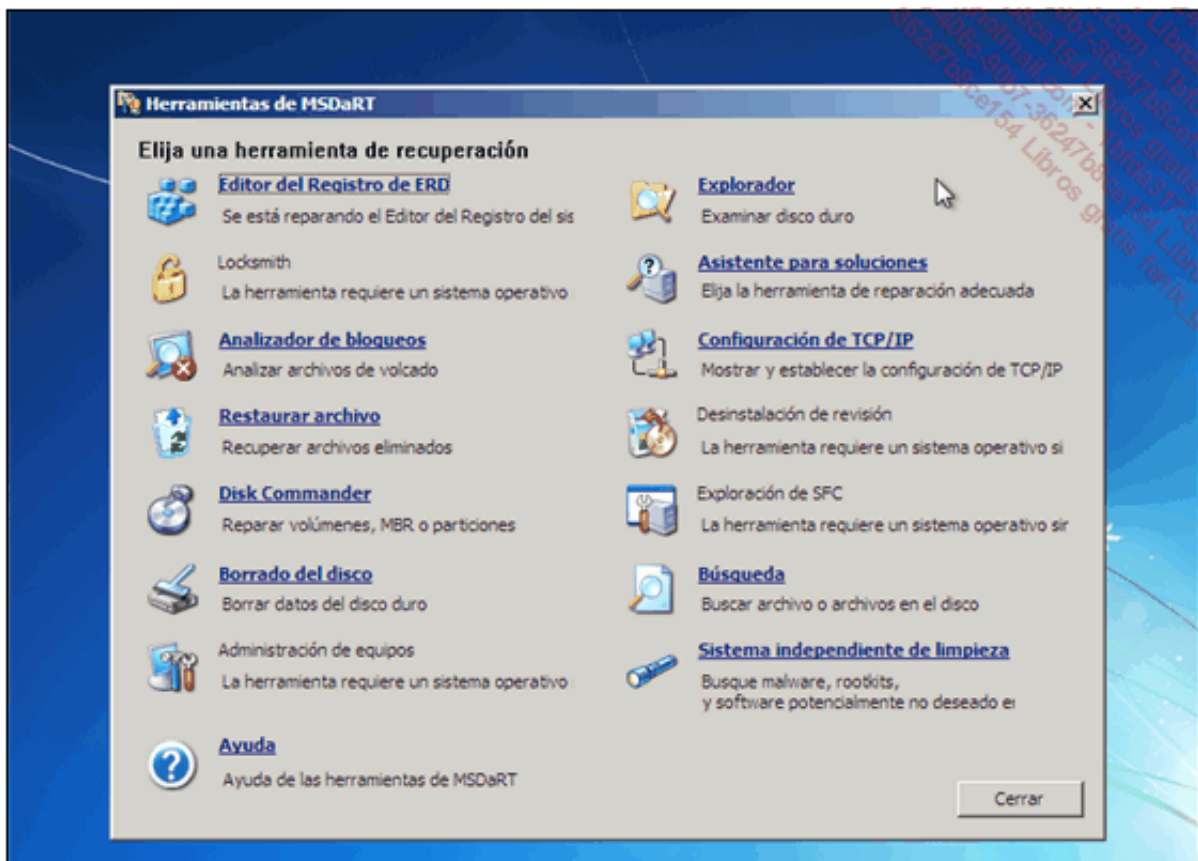 Herramientas de MSDaRT
Elija una herramienta de recuperación
Editor del Registro de ERD
Se está reparando el Editor del Registro del sis
Locksmith
La herramienta requiere un sistema operativo
Analizador de bloqueos
Analizar archivos de volcado
Restaurar archivo
Recuperar archivos eliminados
Disk Commander
Reparar volúmenes, MBR o particiones
Borrado del disco
Borrar datos del disco duro
Administración de equipos
La herramienta requiere un sistema operativo
Ayuda
Ayuda de las herramientas de MSDaRT
Explorador
Examinar disco duro
Asistente para soluciones
Elija la herramienta de reparación adecuada
Configuración de TCP/IP
Mostrar y establecer la configuración de TCP/IP
Desinstalación de revisión
La herramienta requiere un sistema operativo si
Exploración de SFC
La herramienta requiere un sistema operativo sir
Búsqueda
Buscar archivo o archivos en el disco
Sistema independiente de limpieza
Busque malware, rootkits,
y software potencialmente no deseado er
Cerrar